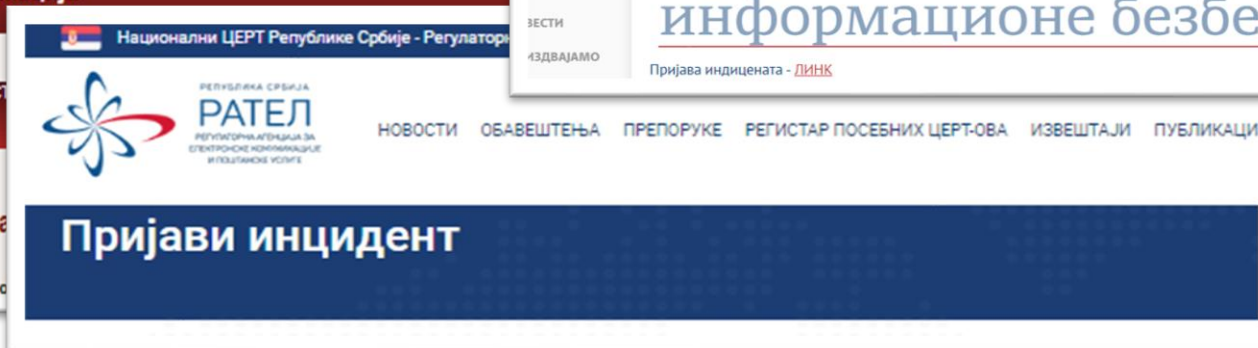 информационе безбе
ВЕСТИ
ИЗДВАЈАМО
Пријава индицената - ЛИНК
Национални ЦЕРТ Републике Србије - Регулаторн
РЕПУБЛИКА СРБИЈА
РАТЕЛ
РЕГУЛАТОРНА АГЕНЦИЈА ЗА
ЕЛЕКТРОНСКЕ КОМУНИКАЦИЈЕ
И ПОШТАНСКЕ УСЛУГЕ
НОВОСТИ ОБАВЕШТЕЊА ПРЕПОРУКЕ РЕГИСТАР ПОСЕБНИХ ЦЕРТ-ОВА ИЗВЕШТАЈИ ПУБЛИКАЦИ
Пријави инцидент